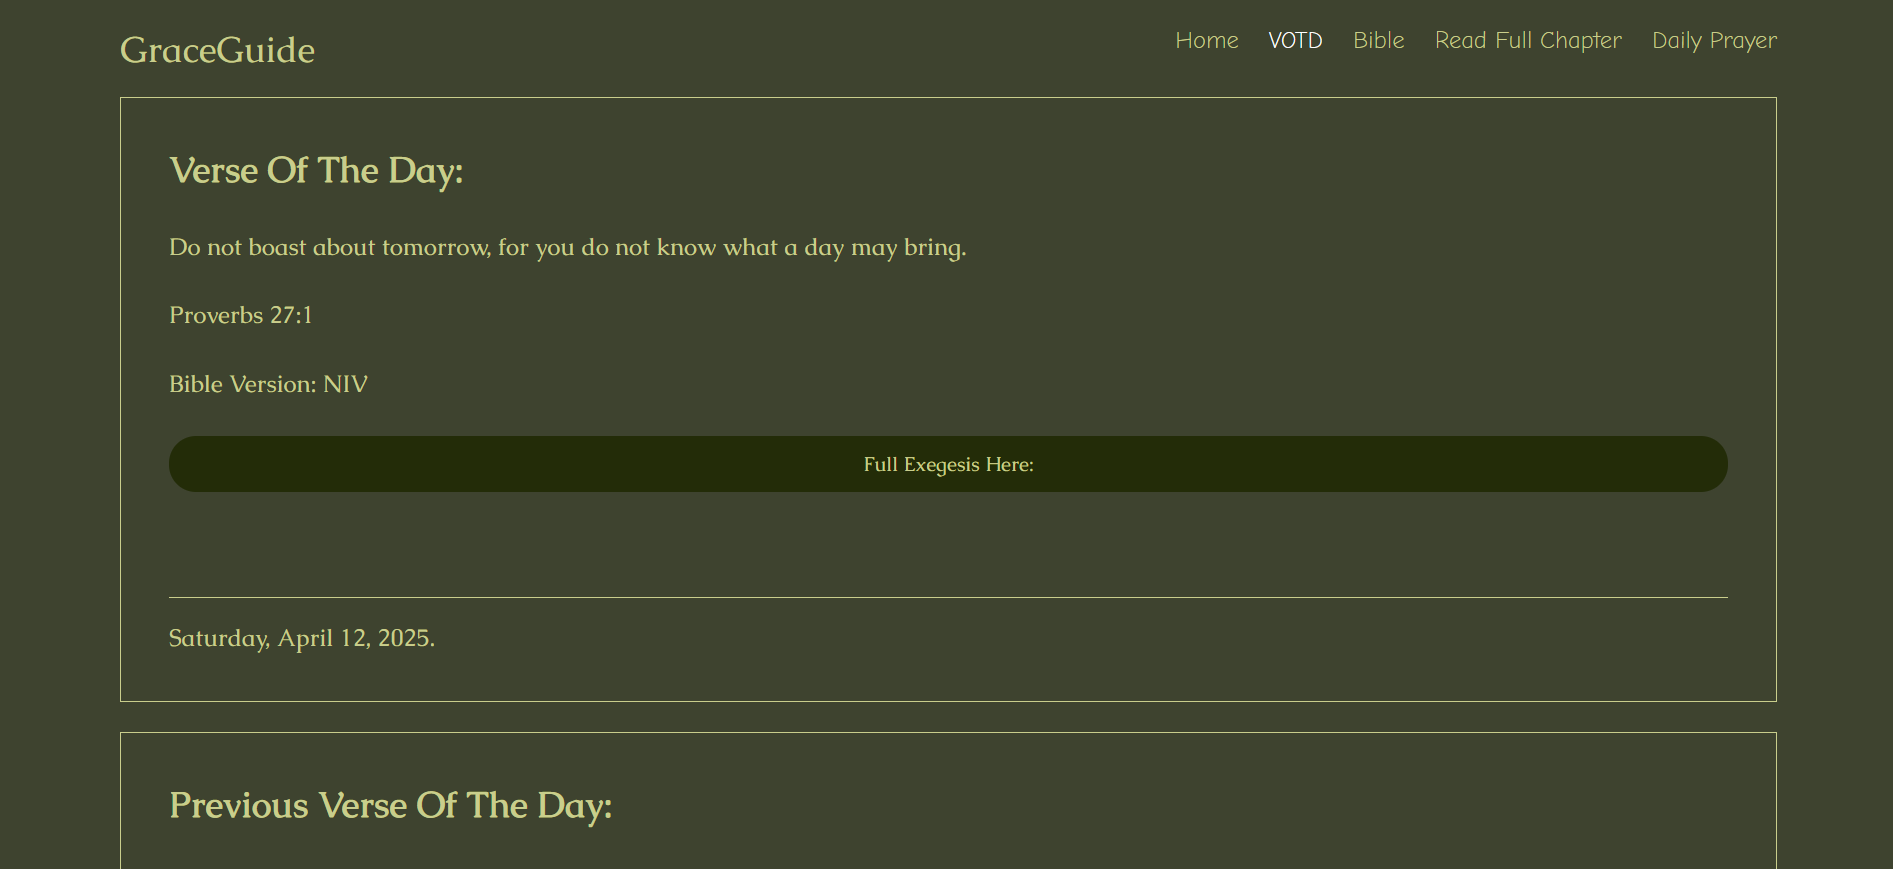 GraceGuide
Home VOTD Bible Read Full Chapter Daily Prayer
Verse Of The Day:
Do not boast about tomorrow, for you do not know what a day may bring.
Proverbs 27:1
Bible Version: NIV
Full Exegesis Here:
Saturday, April 12, 2025.
Previous Verse Of The Day: